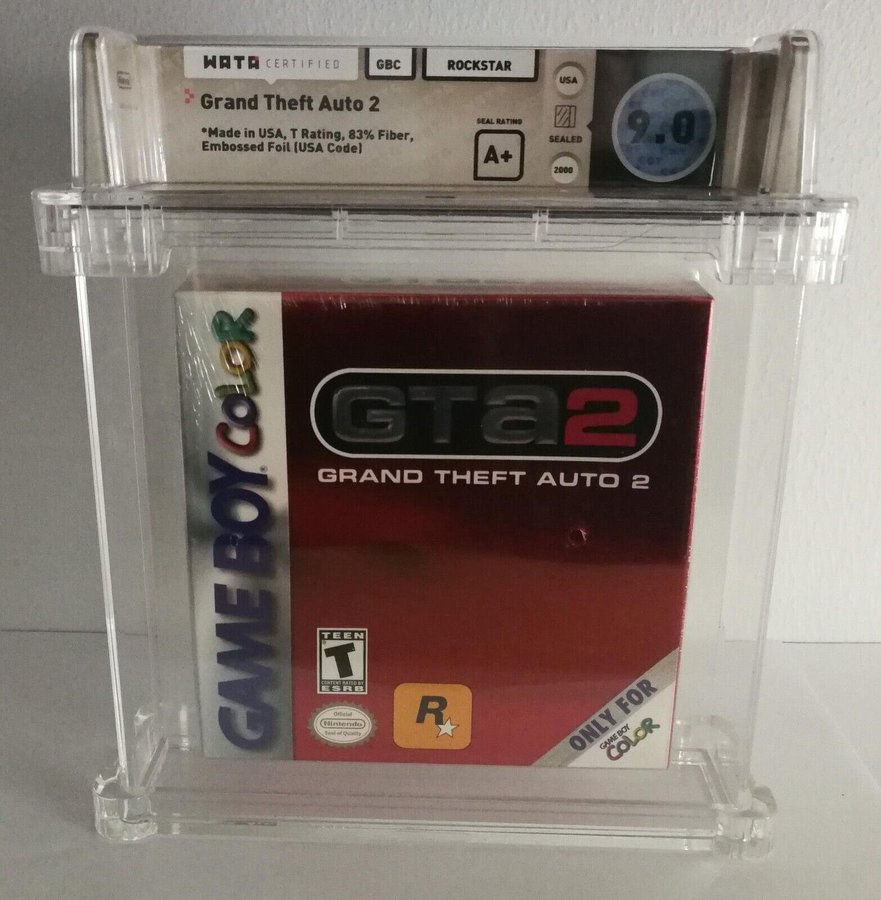 WATA CERTIFIED
GBC
ROCKSTAR
Grand Theft Auto 2
*Made in USA, T Rating, 83% Fiber,
Embossed Foil (USA Code)
SEAL RATING
A+
USA
SEALED
2000
9.0
GAME BOY COLOR
GTA2
GRAND THEFT AUTO 2
TEEN
T
CONTENT RATED BY
ESRB
Official
Nintendo
Seal of Quality
R
ONLY FOR
GAME BOY
COLOR